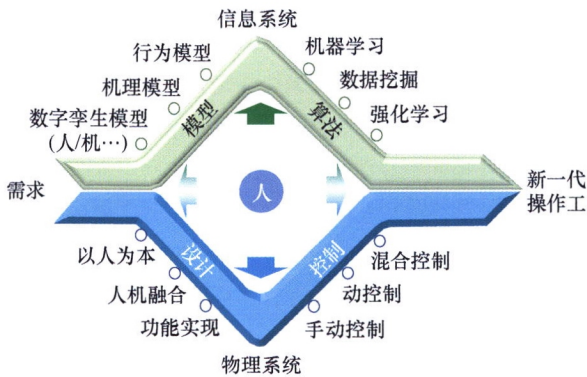 信息系统
行为模型
机器学习
机理模型
数据挖掘
数字孪生模型
(人/机…)
强化学习
模型
算法
需求
人
新一代
操作工
设计
控制
以人为本
混合控制
人机融合
动控制
功能实现
手动控制
物理系统